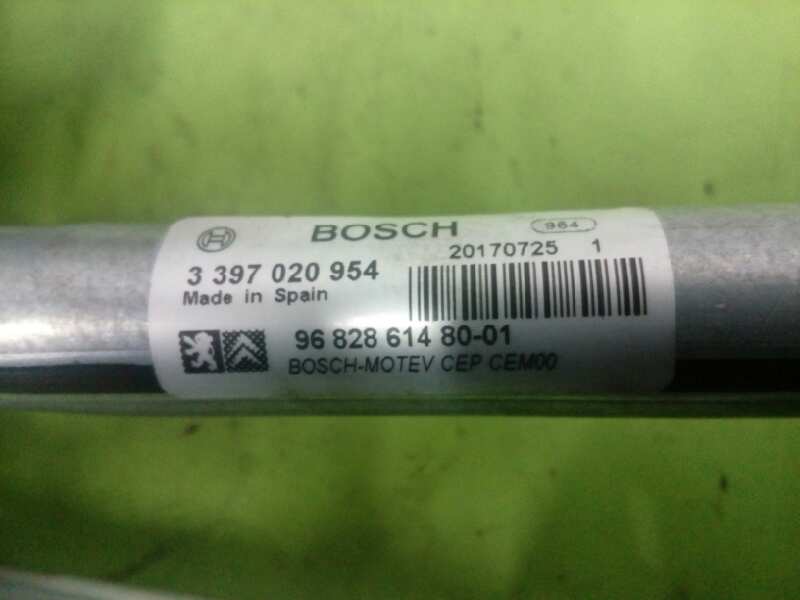 BOSCH 964
20170725 1
3 397 020 954
Made in Spain
96 828 614 80-01
BOSCH-MOTEV CEP CEM00